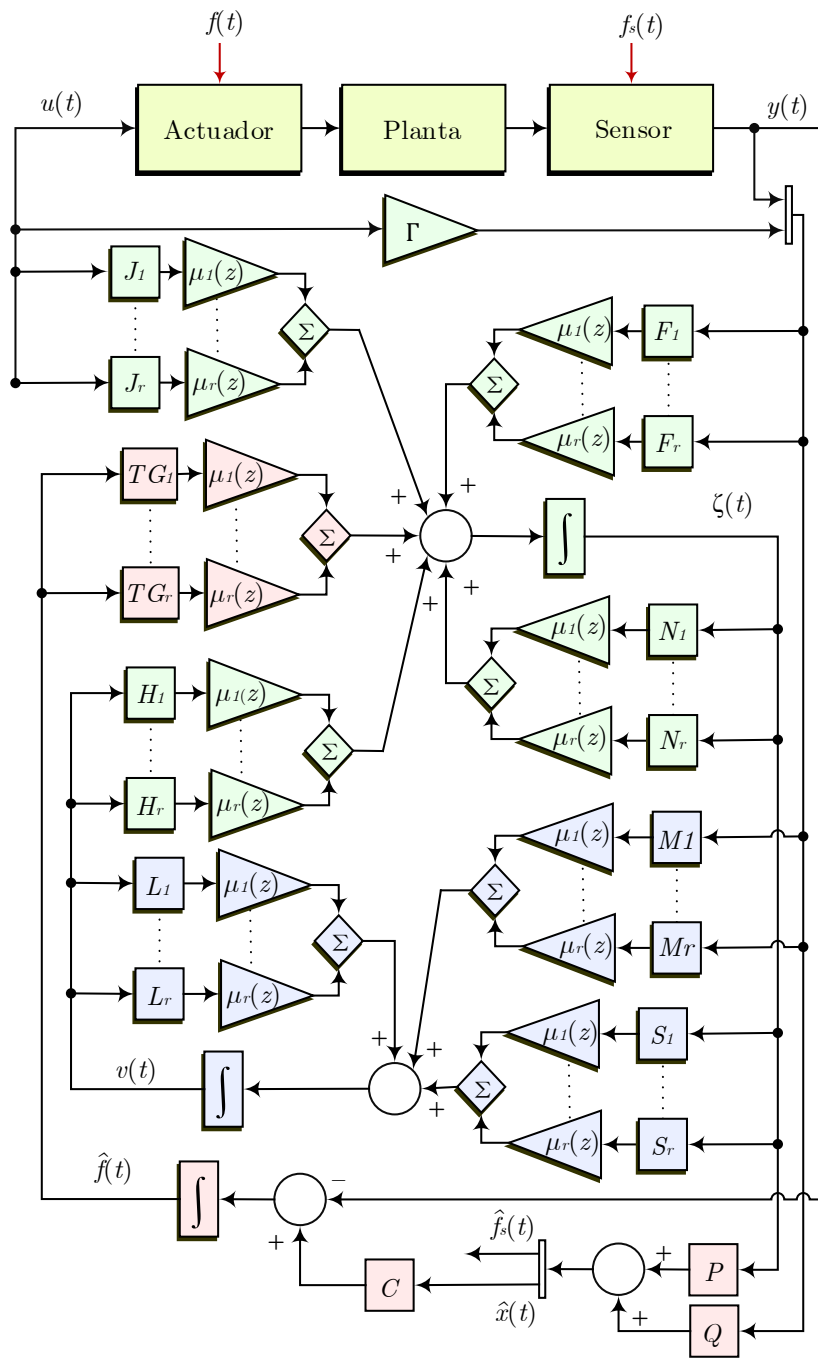 f(t)
fₛ(t)
u(t)
Actuador
Planta
Sensor
y(t)
Γ
J₁
μ₁(z)
Σ
Jᵣ
μᵣ(z)
μ₁(z)
F₁
Σ
μᵣ(z)
Fᵣ
TG₁
μ₁(z)
Σ
TGᵣ
μᵣ(z)
+
+
+
+
+
∫
ζ(t)
μ₁(z)
N₁
Σ
μᵣ(z)
Nᵣ
H₁
μ₁(z)
Σ
Hᵣ
μᵣ(z)
μ₁(z)
M1
Σ
μᵣ(z)
Mr
L₁
μ₁(z)
Σ
Lᵣ
μᵣ(z)
μ₁(z)
S₁
Σ
μᵣ(z)
Sᵣ
+
+
+
v(t)
∫
f̂(t)
∫
−
+
f̂ₛ(t)
C
x̂(t)
+
P
+
Q